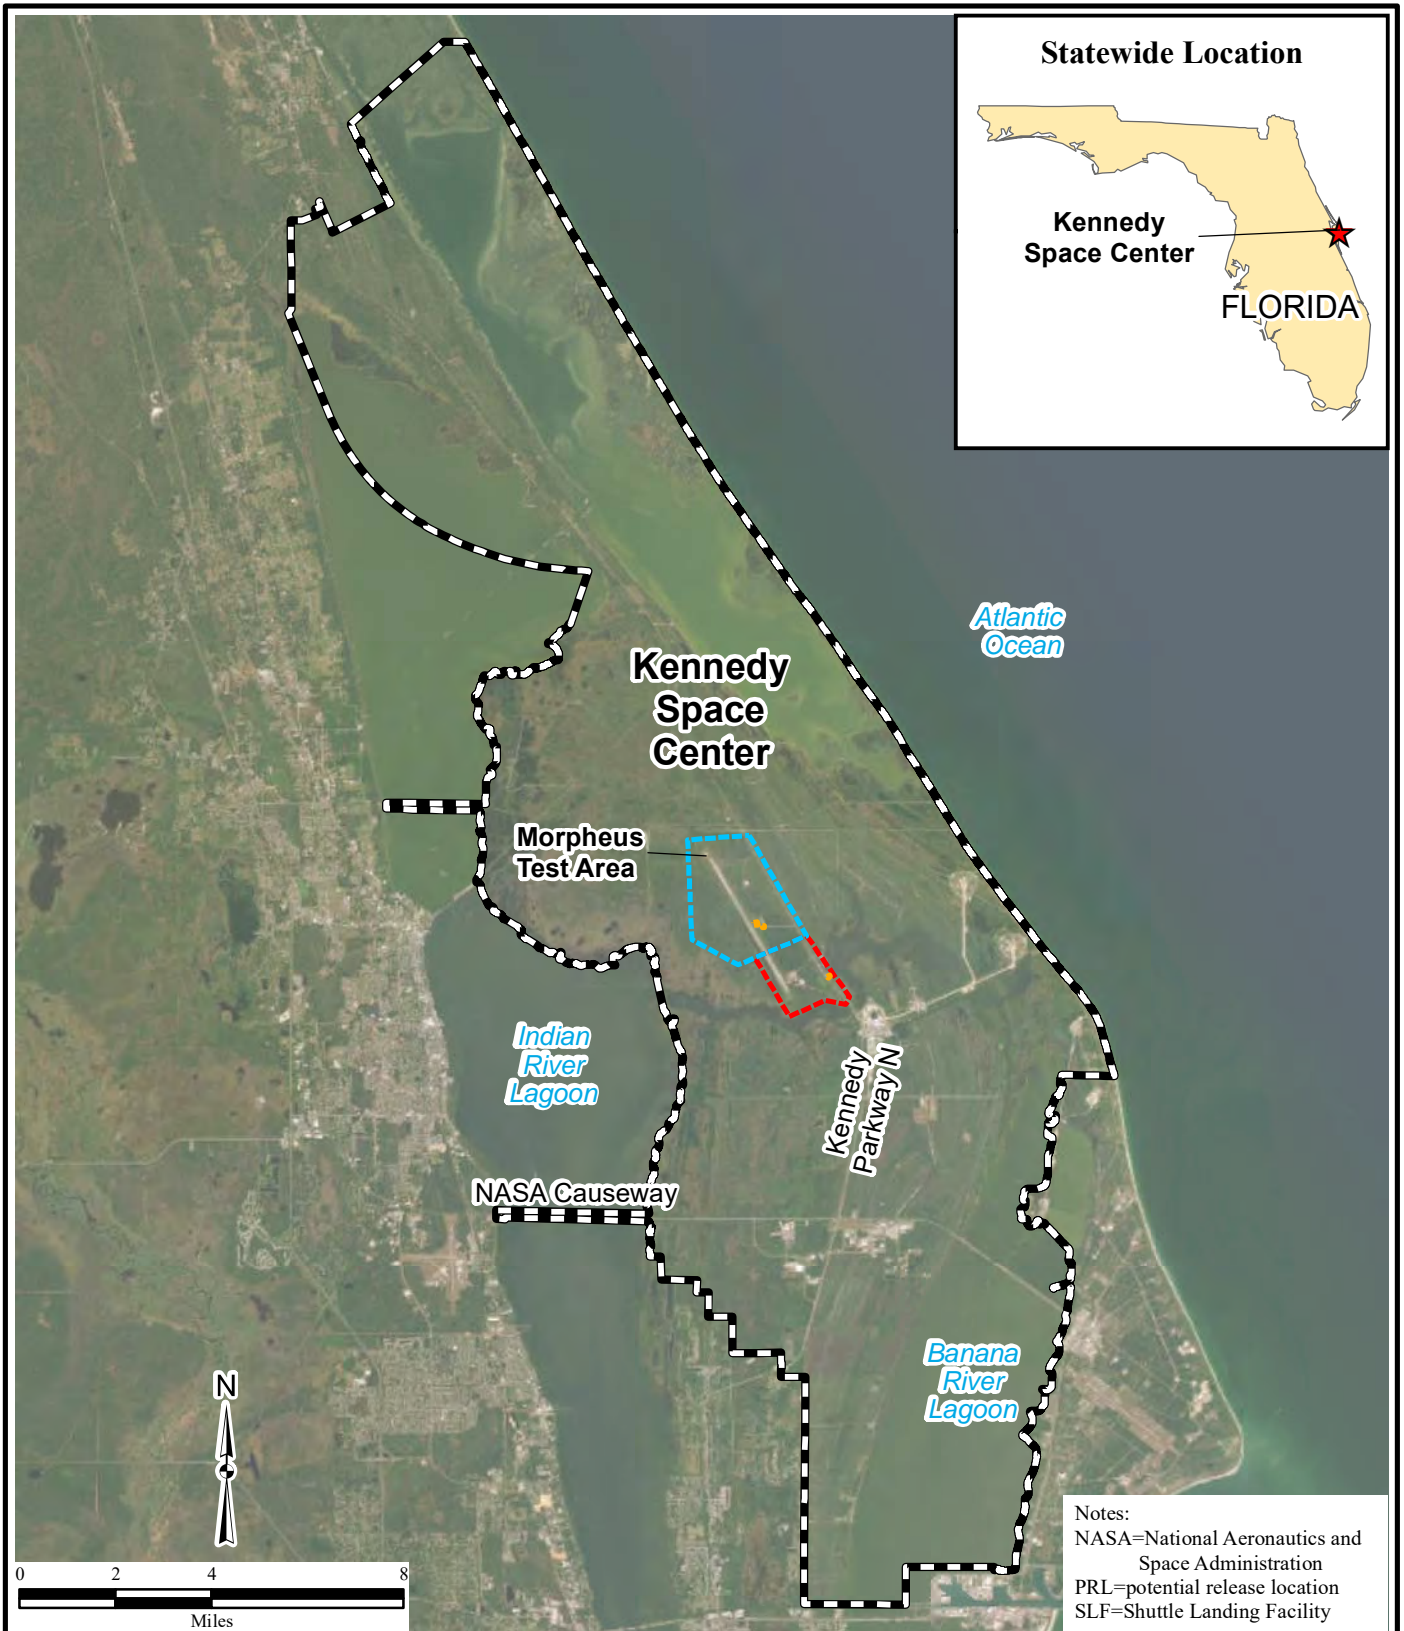 Statewide Location
Kennedy
Space Center
FLORIDA
Atlantic
Ocean
Kennedy
Space
Center
Morpheus
Test Area
Indian
River
Lagoon
Kennedy
Parkway N
NASA Causeway
Banana
River
Lagoon
N
0 2 4 8
Miles
Notes:
NASA=National Aeronautics and
Space Administration
PRL=potential release location
SLF=Shuttle Landing Facility